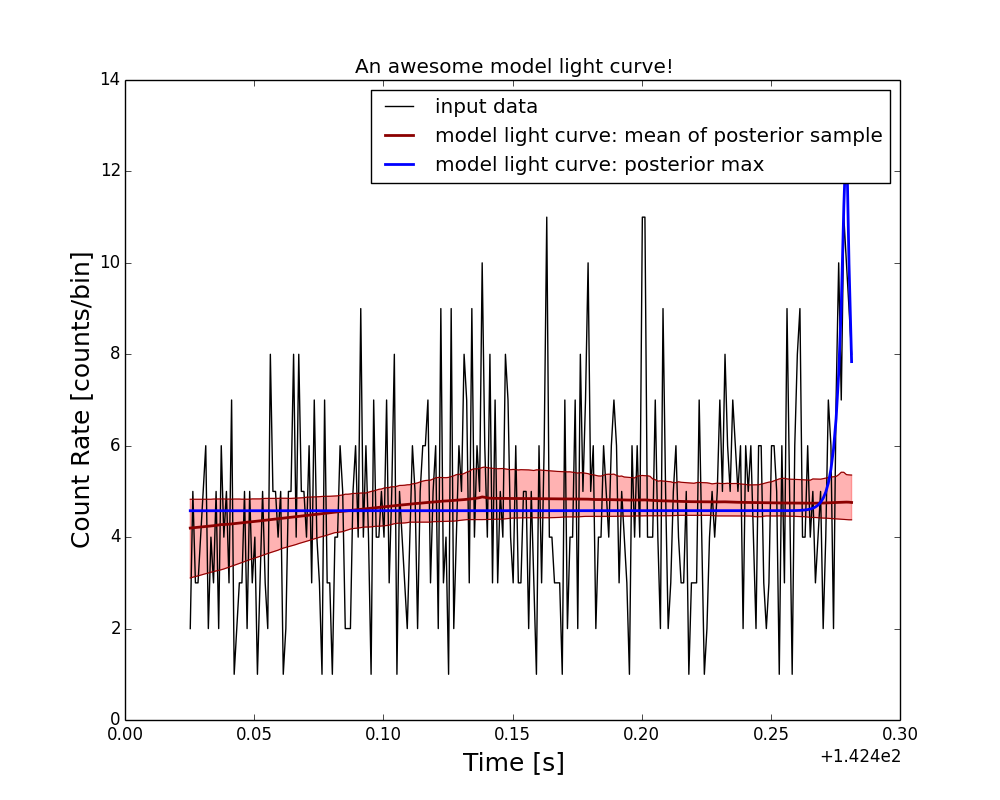 An awesome model light curve!
input data
model light curve: mean of posterior sample
model light curve: posterior max
Count Rate [counts/bin]
14
12
10
8
6
4
2
0
0.00 0.05 0.10 0.15 0.20 0.25 0.30
Time [s]
+1.424e2